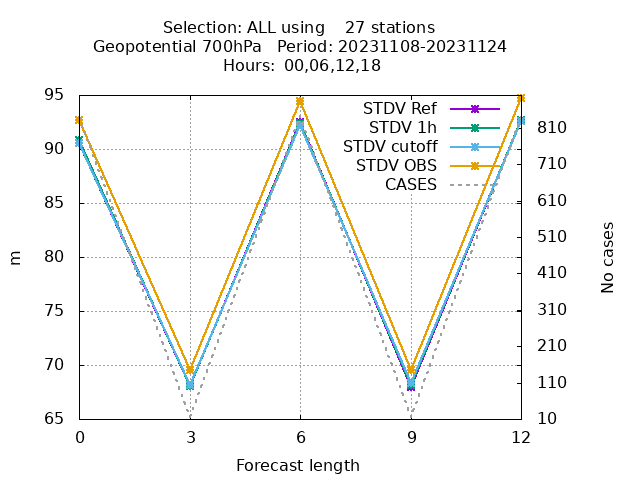 Selection: ALL using    27 stations
Geopotential 700hPa   Period: 20231108-20231124
Hours: 00,06,12,18
STDV Ref
STDV 1h
STDV cutoff
STDV OBS
CASES
95
90
85
80
75
70
65
m
810
710
610
510
410
310
210
110
10
No cases
0 3 6 9 12
Forecast length